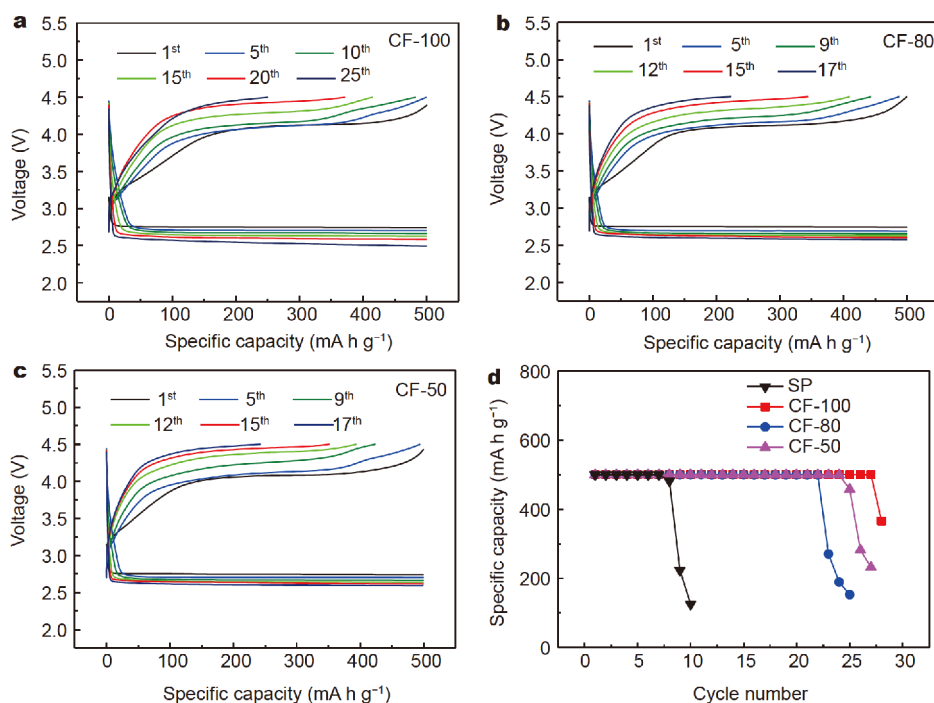 a
CF-100
1st 5th 10th
15th 20th 25th
5.5
5.0
4.5
4.0
3.5
3.0
2.5
2.0
Voltage (V)
0 100 200 300 400 500
Specific capacity (mA h g⁻¹)
b
CF-80
1st 5th 9th
12th 15th 17th
5.5
5.0
4.5
4.0
3.5
3.0
2.5
2.0
Voltage (V)
0 100 200 300 400 500
Specific capacity (mA h g⁻¹)
c
CF-50
1st 5th 9th
12th 15th 17th
5.5
5.0
4.5
4.0
3.5
3.0
2.5
2.0
Voltage (V)
0 100 200 300 400 500
Specific capacity (mA h g⁻¹)
d
SP
CF-100
CF-80
CF-50
800
600
400
200
0
Specific capacity (mA h g⁻¹)
0 5 10 15 20 25 30
Cycle number